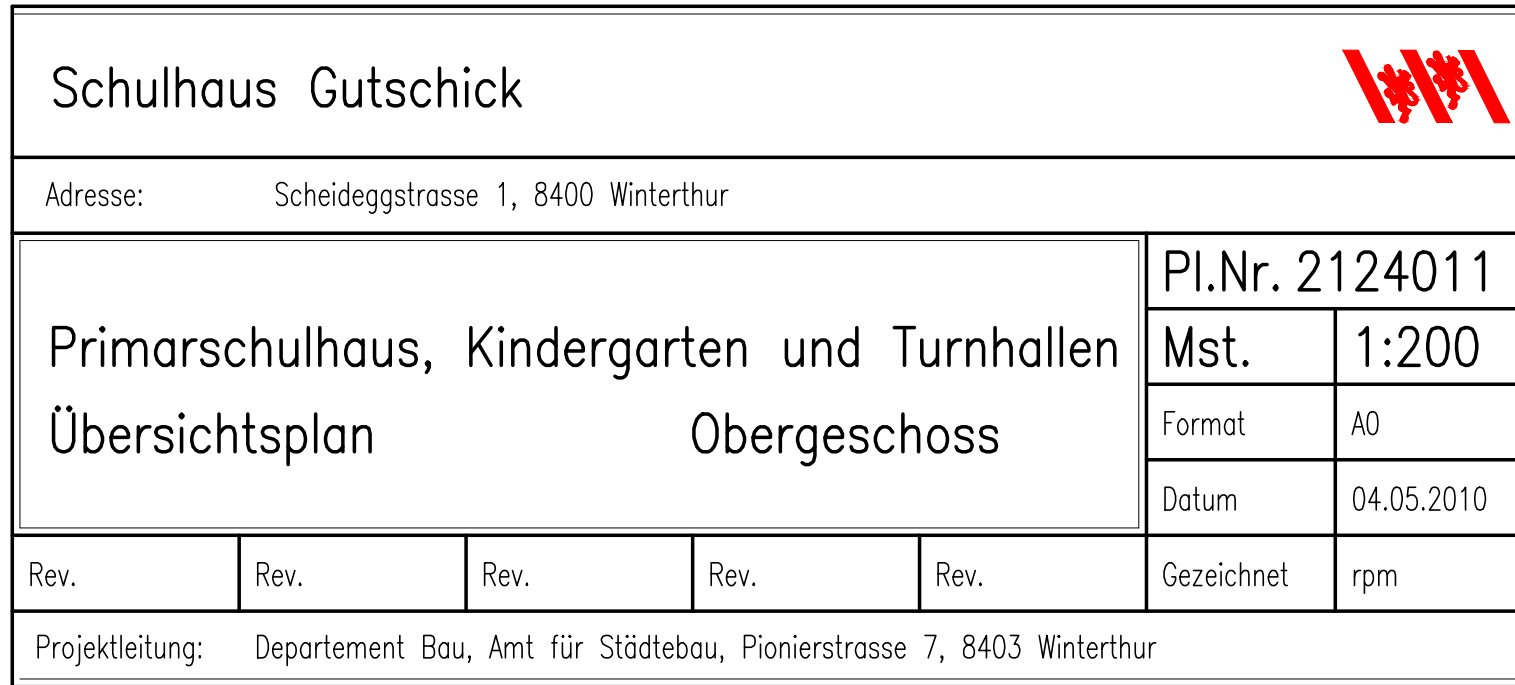 Schulhaus Gutschick
Adresse: Scheideggstrasse 1, 8400 Winterthur
Pl.Nr. 2124011
Primarschulhaus, Kindergarten und Turnhallen
Mst. 1:200
Übersichtsplan Obergeschoss
Format A0
Datum 04.05.2010
Rev. Rev. Rev. Rev. Rev. Gezeichnet rpm
Projektleitung: Departement Bau, Amt für Städtebau, Pionierstrasse 7, 8403 Winterthur